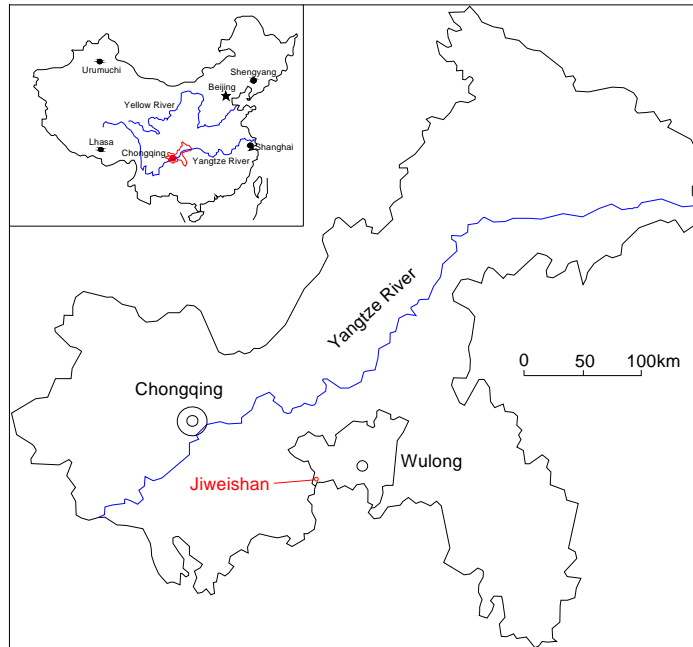 Urumuchi
Shengyang
Beijing
Yellow River
Lhasa
Shanghai
Chongqing
Yangtze River
Yangtze River
0 50 100km
Chongqing
Wulong
Jiweishan